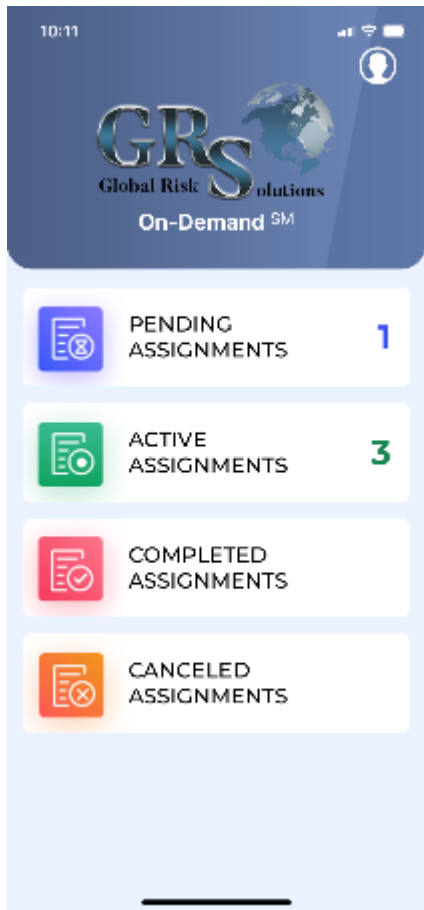 10:11
GRS
Global Risk Solutions
On-Demand SM
PENDING
ASSIGNMENTS
1
ACTIVE
ASSIGNMENTS
3
COMPLETED
ASSIGNMENTS
CANCELED
ASSIGNMENTS